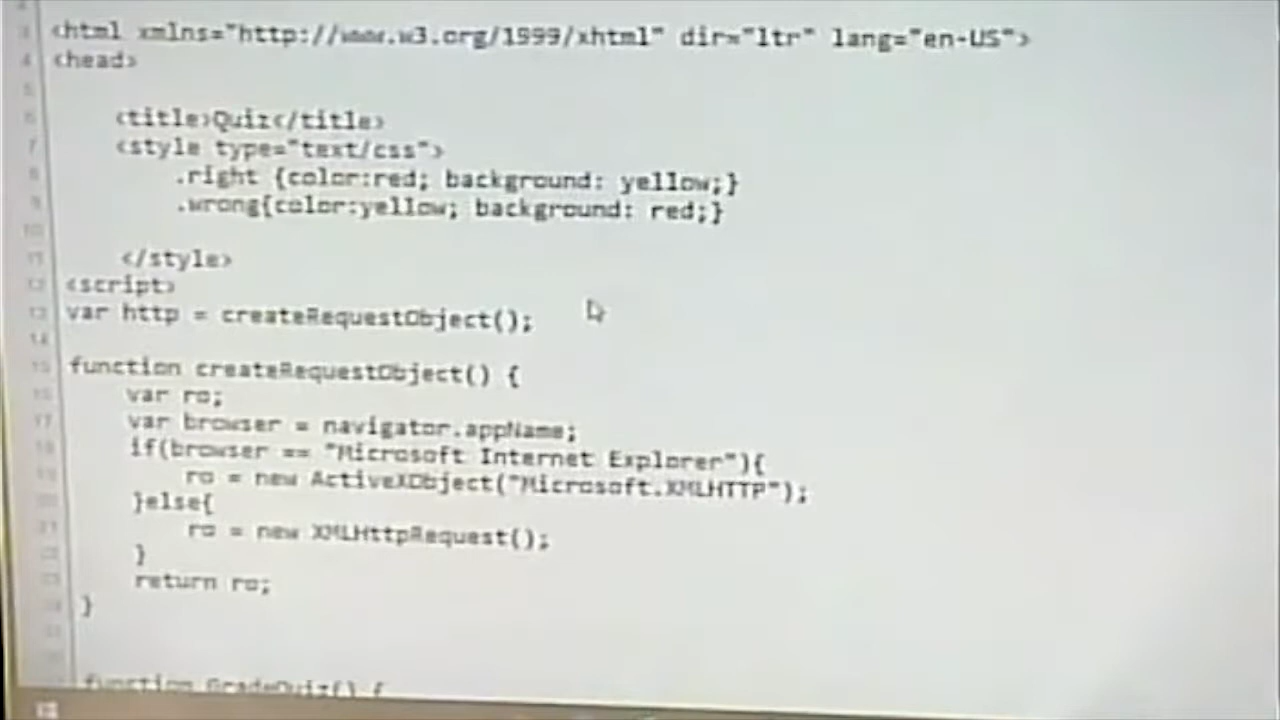 <html xmlns="http://www.w3.org/1999/xhtml" dir="ltr" lang="en-US">
<head>
<title>Quiz</title>
<style type="text/css">
.right {color:red; background: yellow;}
.wrong{color:yellow; background: red;}
</style>
<script>
var http = createRequestObject();
function createRequestObject() {
var ro;
var browser = navigator.appName;
if(browser == "Microsoft Internet Explorer"){
ro = new ActiveXObject("Microsoft.XMLHTTP");
}else{
ro = new XMLHttpRequest();
}
return ro;
}
function GradeQuiz() {